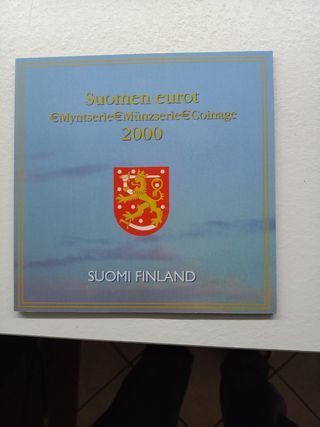 Suomen eurot
€Myntserie€Münzserie€Coinage
2000
SUOMI FINLAND